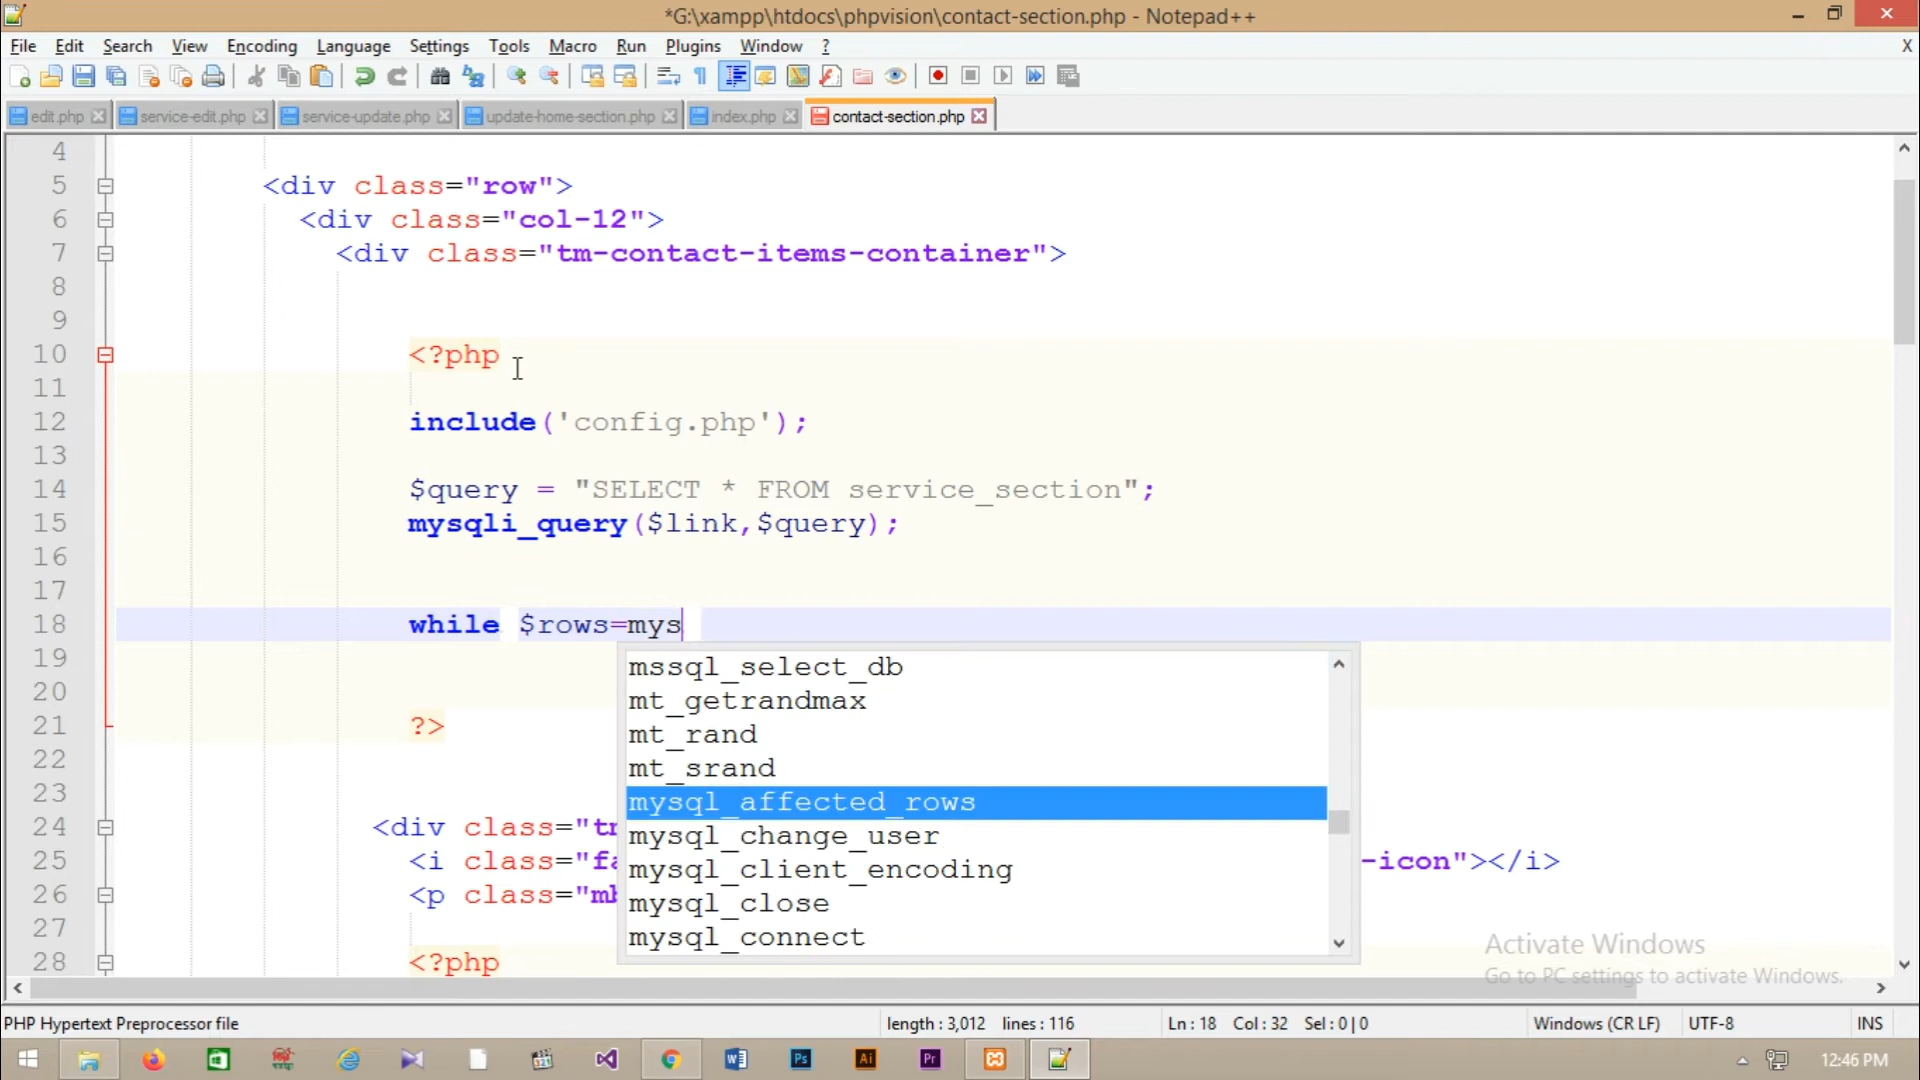 *G:\xampp\htdocs\phpvision\contact-section.php - Notepad++
File Edit Search View Encoding Language Settings Tools Macro Run Plugins Window ? X
edit.php service-edit.php service-update.php update-home-section.php index.php contact-section.php
4
5 <div class="row">
6 <div class="col-12">
7 <div class="tm-contact-items-container">
8
9
10 <?php
11
12 include('config.php');
13
14 $query = "SELECT * FROM service_section";
15 mysqli_query($link,$query);
16
17
18 while $rows=mys
19 mssql_select_db
mt_getrandmax
20 mt_rand
21 ?> mt_srand
mysql_affected_rows
22 mysql_change_user
23 mysql_client_encoding
mysql_close
mysql_connect
24 <div class="tm
25 <i class="fa -icon"></i>
26 <p class="mb
27
28 <?php
Activate Windows
Go to PC settings to activate Windows.
PHP Hypertext Preprocessor file length : 3,012 lines : 116 Ln : 18 Col : 32 Sel : 0 | 0 Windows (CR LF) UTF-8 INS
W Ps Ai Pr 12:46 PM